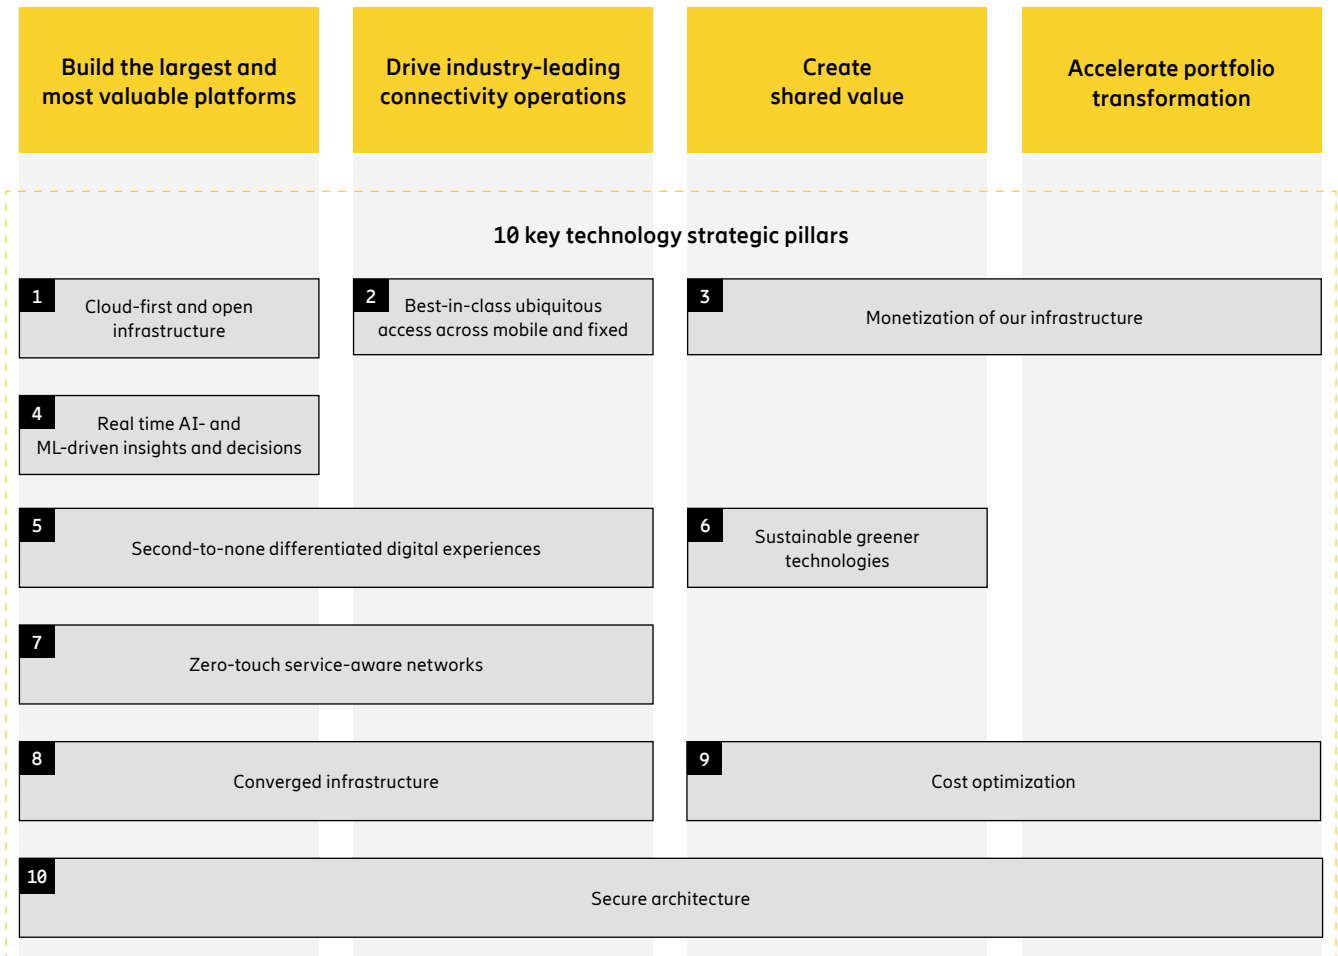 Build the largest and
most valuable platforms
Drive industry-leading
connectivity operations
Create
shared value
Accelerate portfolio
transformation
10 key technology strategic pillars
1
Cloud-first and open
infrastructure
2
Best-in-class ubiquitous
access across mobile and fixed
3
Monetization of our infrastructure
4
Real time AI- and
ML-driven insights and decisions
5
Second-to-none differentiated digital experiences
6
Sustainable greener
technologies
7
Zero-touch service-aware networks
8
Converged infrastructure
9
Cost optimization
10
Secure architecture